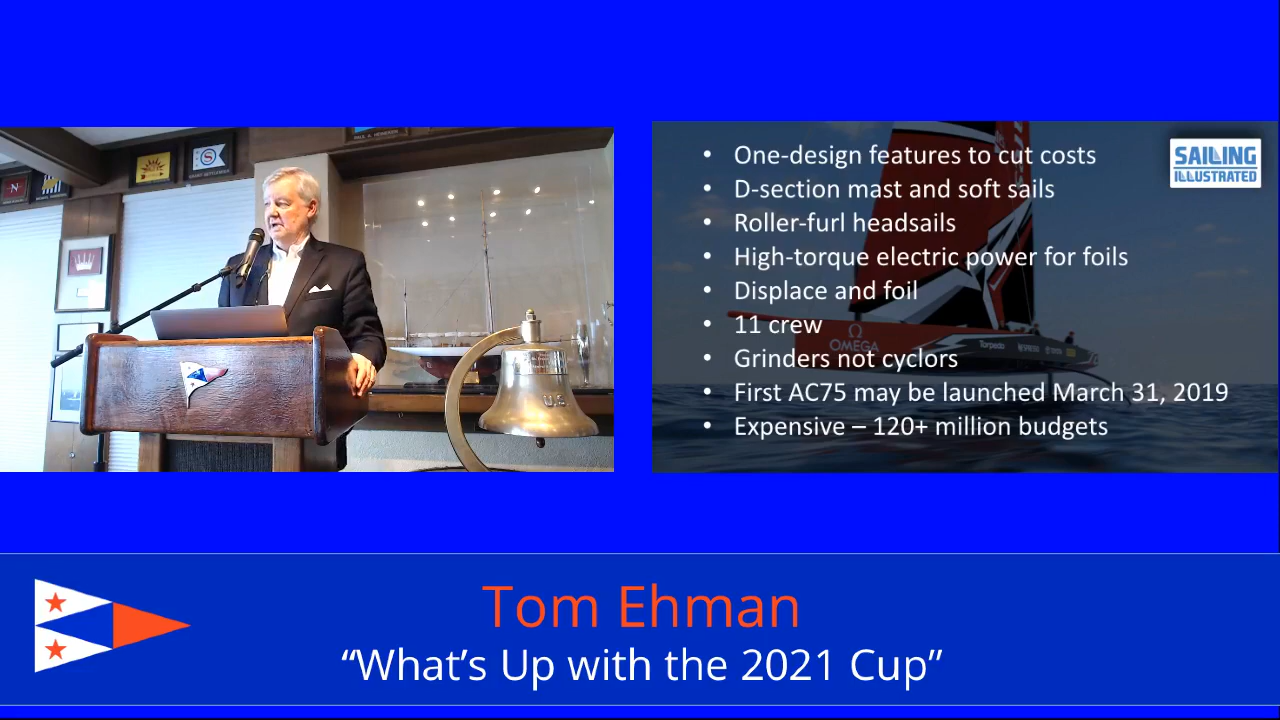 • One-design features to cut costs
• D-section mast and soft sails
• Roller-furl headsails
• High-torque electric power for foils
• Displace and foil
• 11 crew
• Grinders not cyclors
• First AC75 may be launched March 31, 2019
• Expensive – 120+ million budgets
SAILING
ILLUSTRATED
Ω
OMEGA
Torpedo
U.S.
Tom Ehman
“What’s Up with the 2021 Cup”